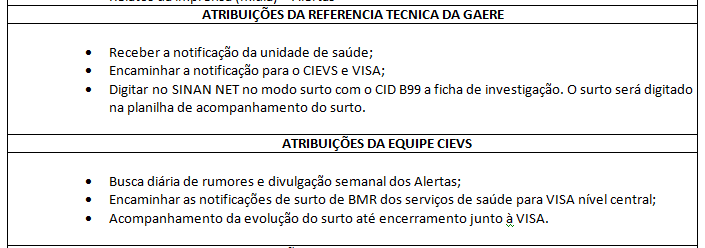 ATRIBUIÇÕES DA REFERENCIA TECNICA DA GAERE
• Receber a notificação da unidade de saúde;
• Encaminhar a notificação para o CIEVS e VISA;
• Digitar no SINAN NET no modo surto com o CID B99 a ficha de investigação. O surto será digitado
na planilha de acompanhamento do surto.
ATRIBUIÇÕES DA EQUIPE CIEVS
• Busca diária de rumores e divulgação semanal dos Alertas;
• Encaminhar as notificações de surto de BMR dos serviços de saúde para VISA nível central;
• Acompanhamento da evolução do surto até encerramento junto à VISA.